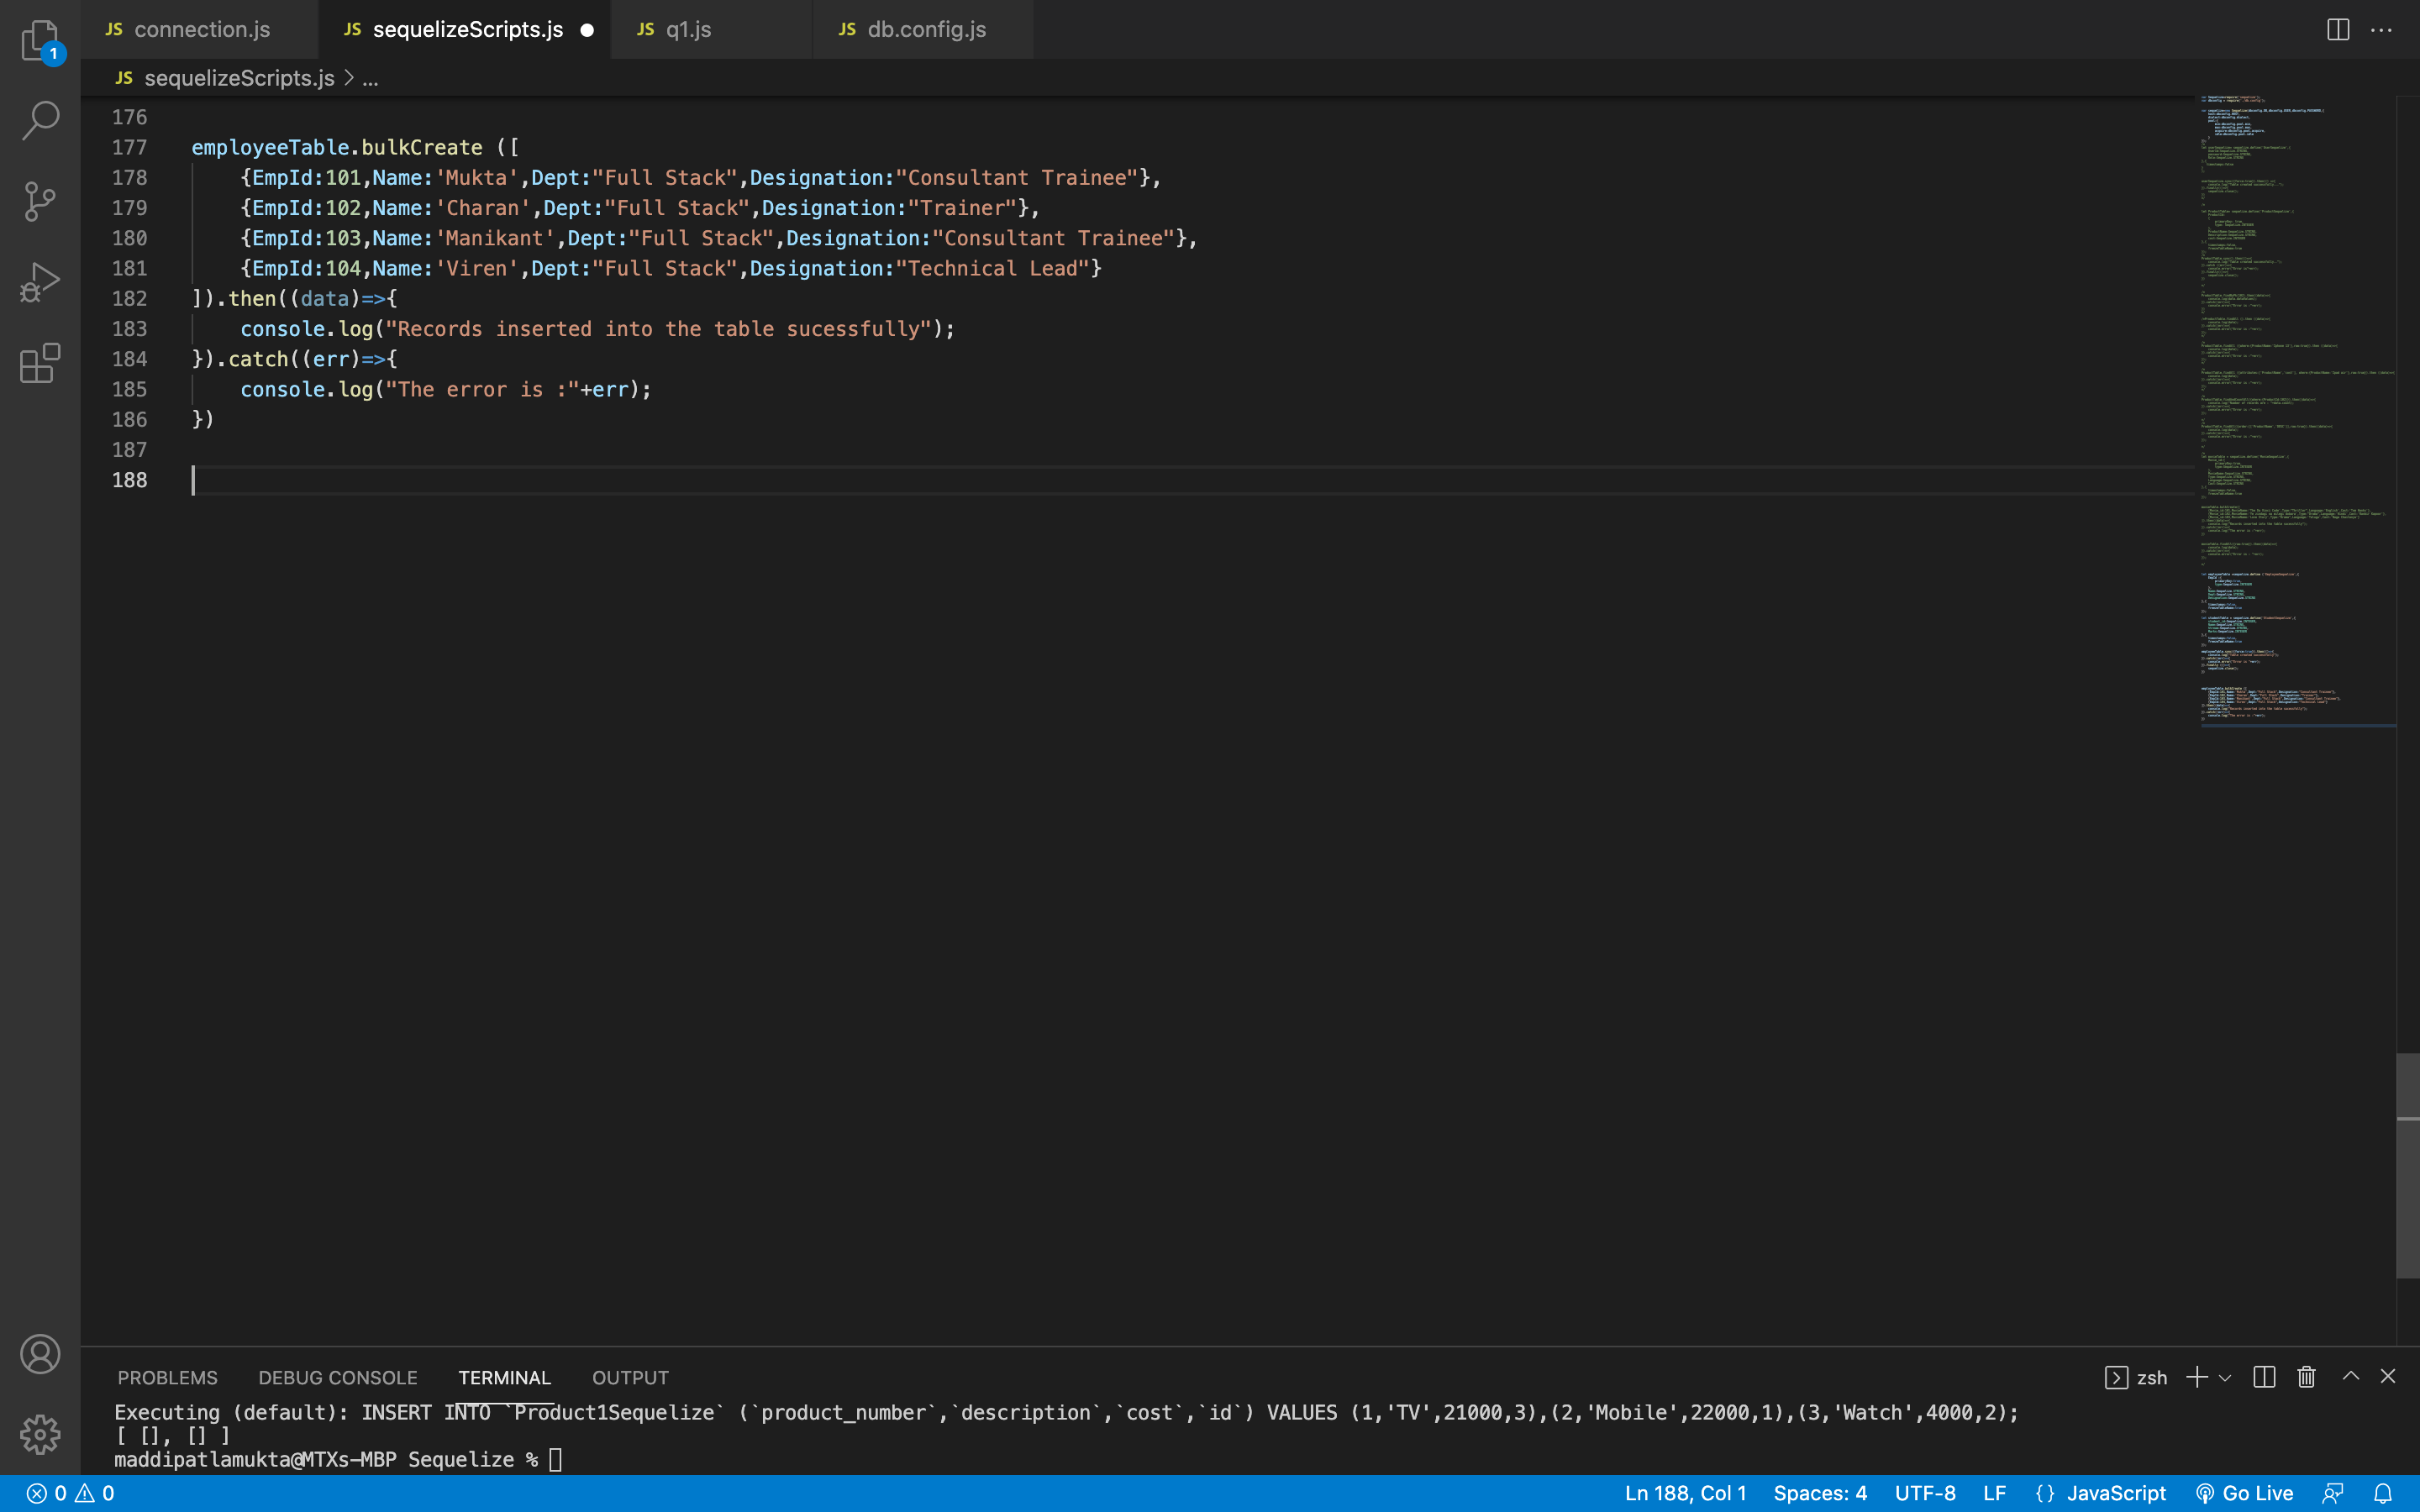 JS connection.js JS sequelizeScripts.js JS q1.js JS db.config.js
1
JS sequelizeScripts.js > ...
176
177 employeeTable.bulkCreate ([
178 {EmpId:101,Name:'Mukta',Dept:"Full Stack",Designation:"Consultant Trainee"},
179 {EmpId:102,Name:'Charan',Dept:"Full Stack",Designation:"Trainer"},
180 {EmpId:103,Name:'Manikant',Dept:"Full Stack",Designation:"Consultant Trainee"},
181 {EmpId:104,Name:'Viren',Dept:"Full Stack",Designation:"Technical Lead"}
182 ]).then((data)=>{
183 console.log("Records inserted into the table sucessfully");
184 }).catch((err)=>{
185 console.log("The error is :"+err);
186 })
187
188
PROBLEMS DEBUG CONSOLE TERMINAL OUTPUT zsh
Executing (default): INSERT INTO `Product1Sequelize` (`product_number`,`description`,`cost`,`id`) VALUES (1,'TV',21000,3),(2,'Mobile',22000,1),(3,'Watch',4000,2);
[ [], [] ]
maddipatlamukta@MTXs-MBP Sequelize %
0 0 Ln 188, Col 1 Spaces: 4 UTF-8 LF {} JavaScript Go Live